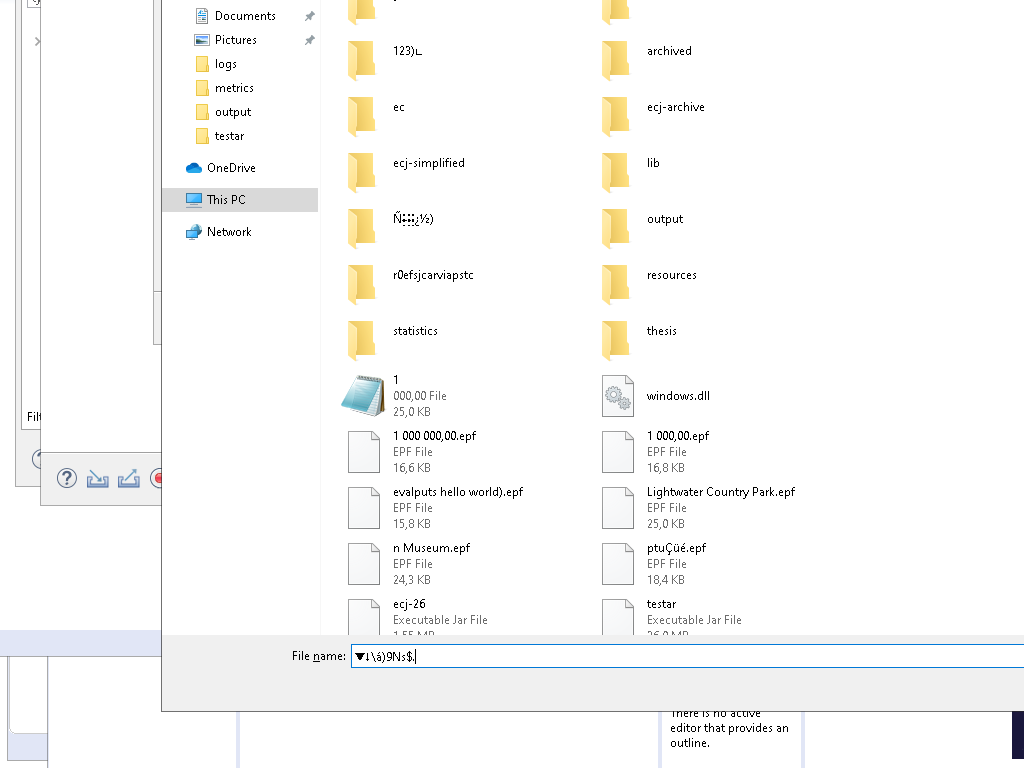 Documents
Pictures
logs
metrics
output
testar
OneDrive
This PC
Network
123)ட
archived
ec
ecj-archive
ecj-simplified
lib
output
r0efsjcarviapstc
resources
statistics
thesis
1
000,00 File
25,0 KB
windows.dll
1 000 000,00.epf
EPF File
16,6 KB
1 000,00.epf
EPF File
16,8 KB
evalputs hello world).epf
EPF File
15,8 KB
Lightwater Country Park.epf
EPF File
25,0 KB
n Museum.epf
EPF File
24,3 KB
ptuÇüé.epf
EPF File
18,4 KB
ecj-26
Executable Jar File
1,55 MB
testar
Executable Jar File
26,0 MB
File name:
▼↓\á)9Ns$.
There is no active
editor that provides an
outline.